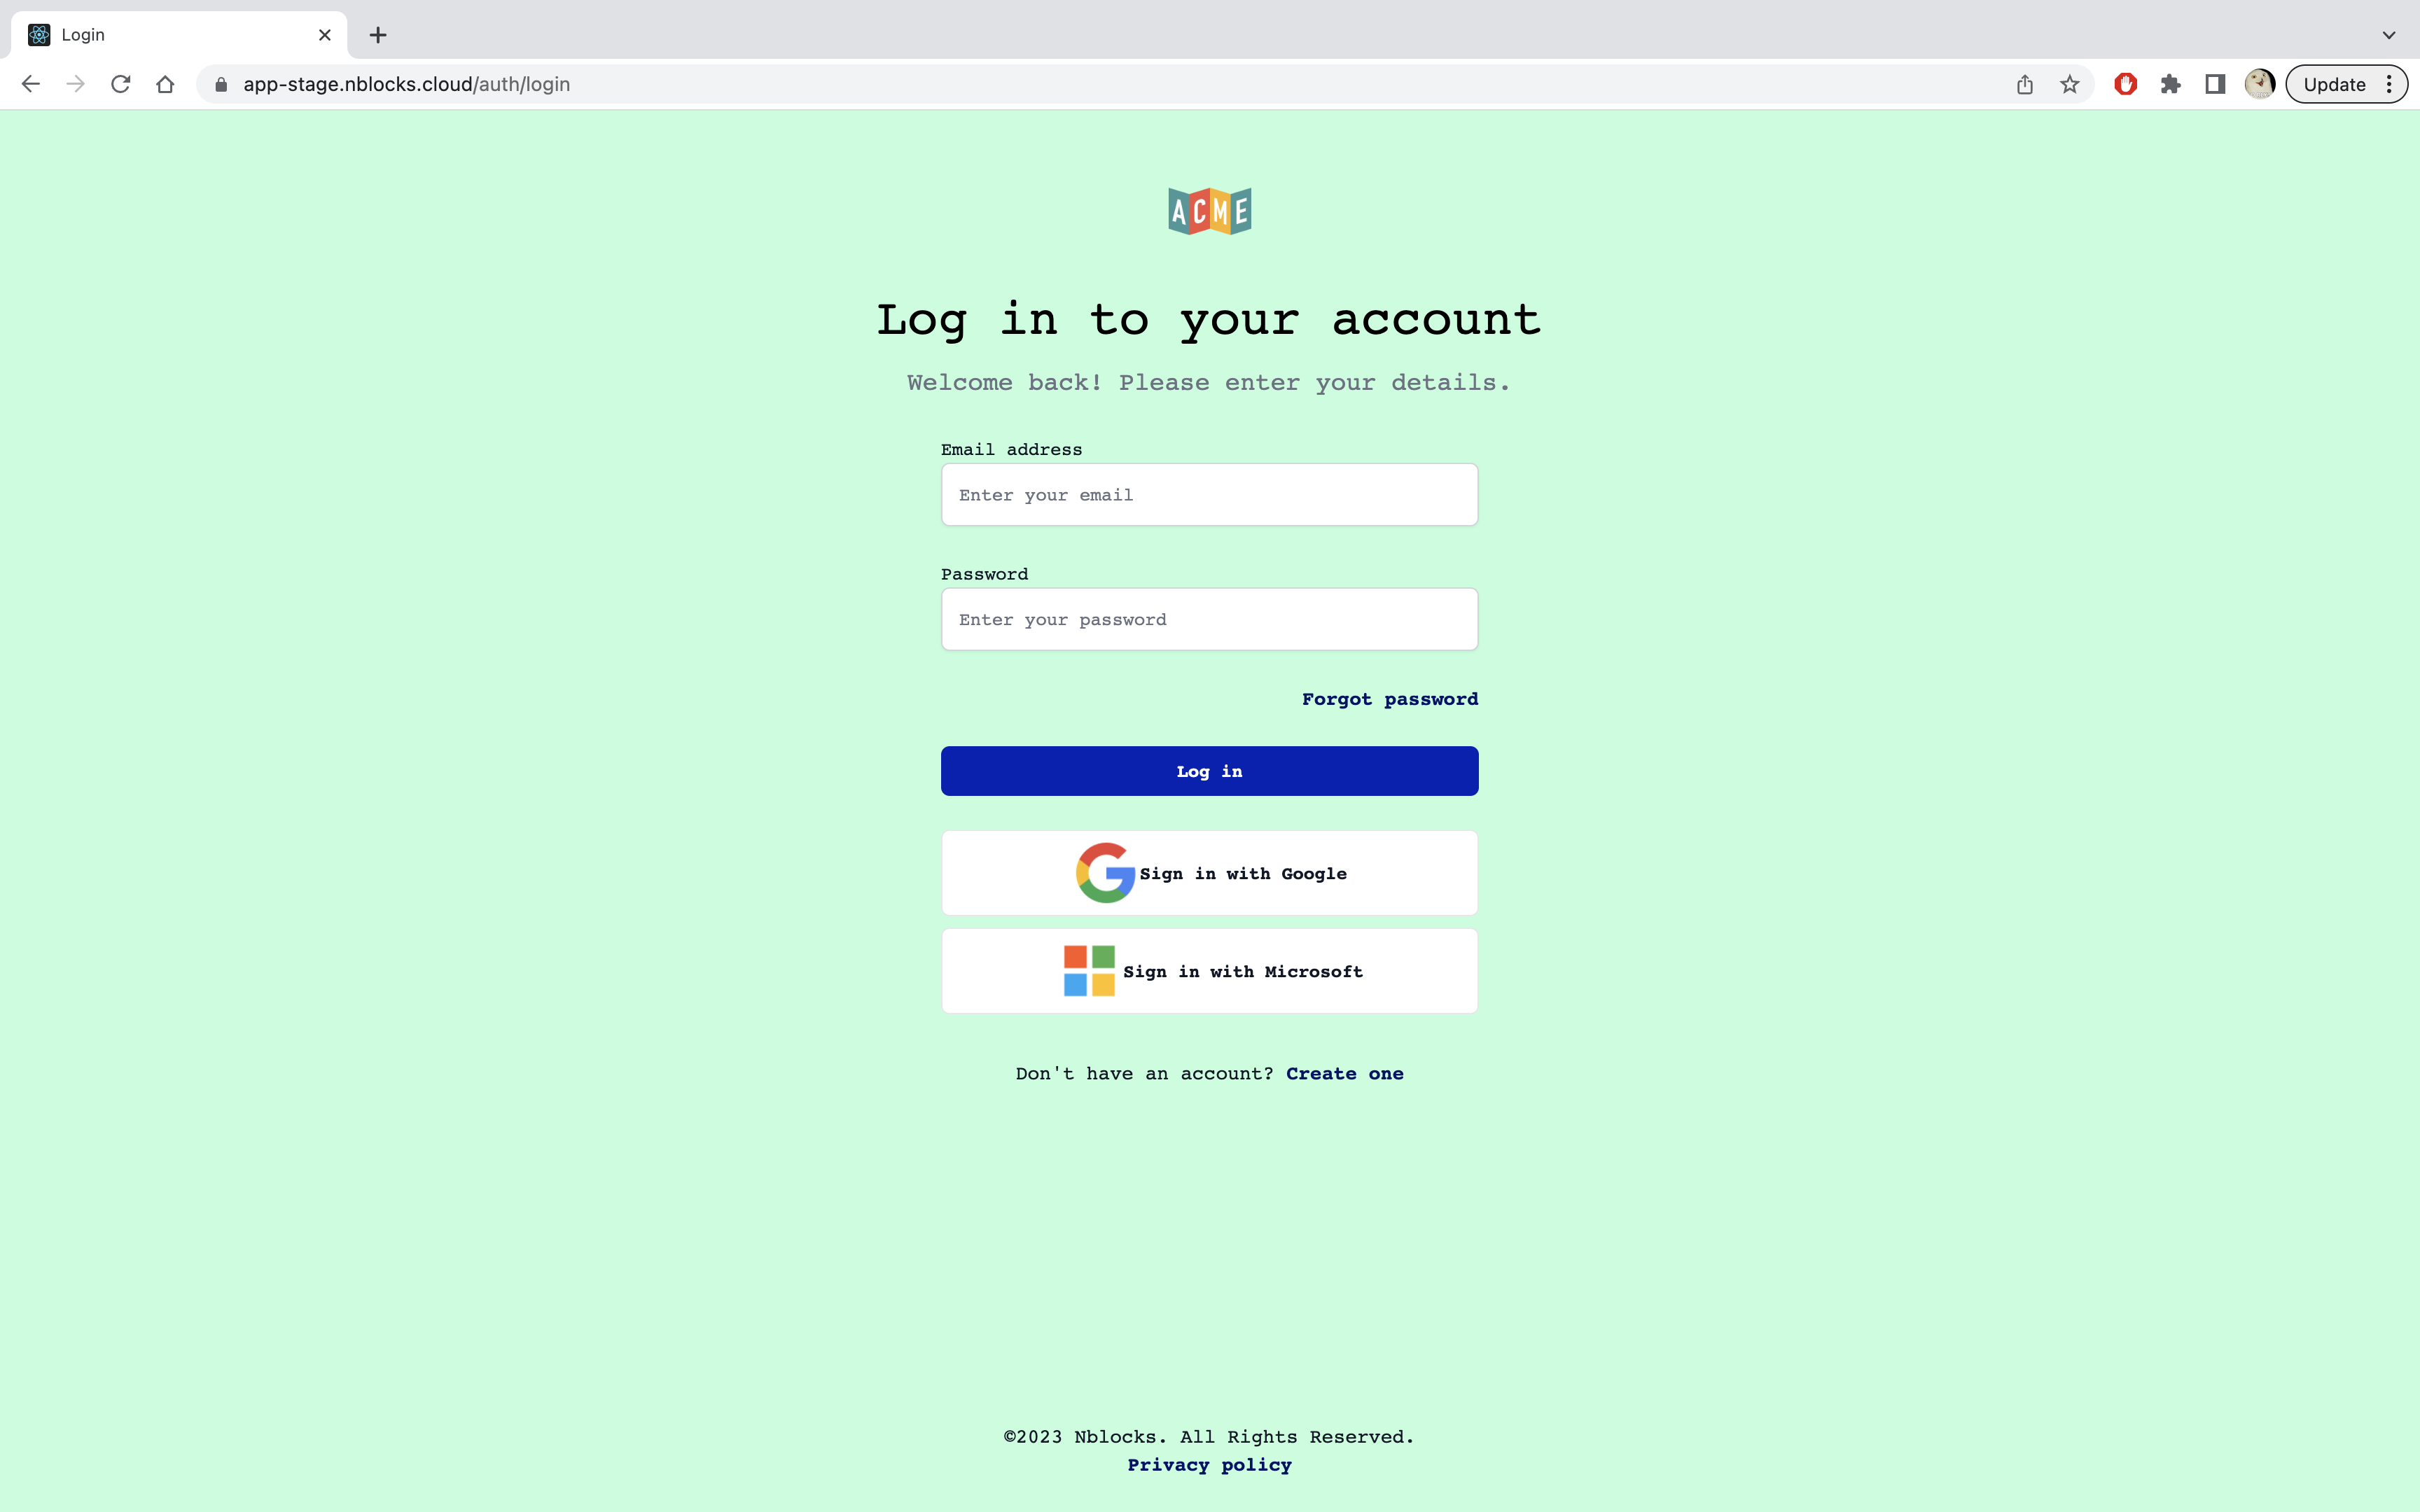 Login
app-stage.nblocks.cloud/auth/login
Update
ACME
Log in to your account
Welcome back! Please enter your details.
Email address
Enter your email
Password
Enter your password
Forgot password
Log in
Sign in with Google
Sign in with Microsoft
Don't have an account? Create one
©2023 Nblocks. All Rights Reserved.
Privacy policy